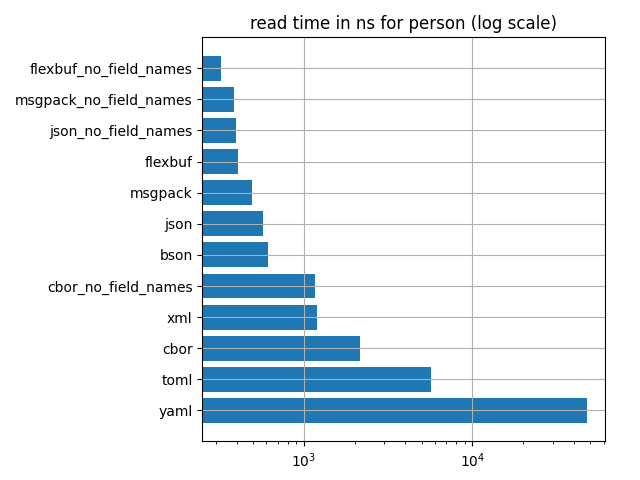 read time in ns for person (log scale)
flexbuf_no_field_names
msgpack_no_field_names
json_no_field_names
flexbuf
msgpack
json
bson
cbor_no_field_names
xml
cbor
toml
yaml
10³ 10⁴